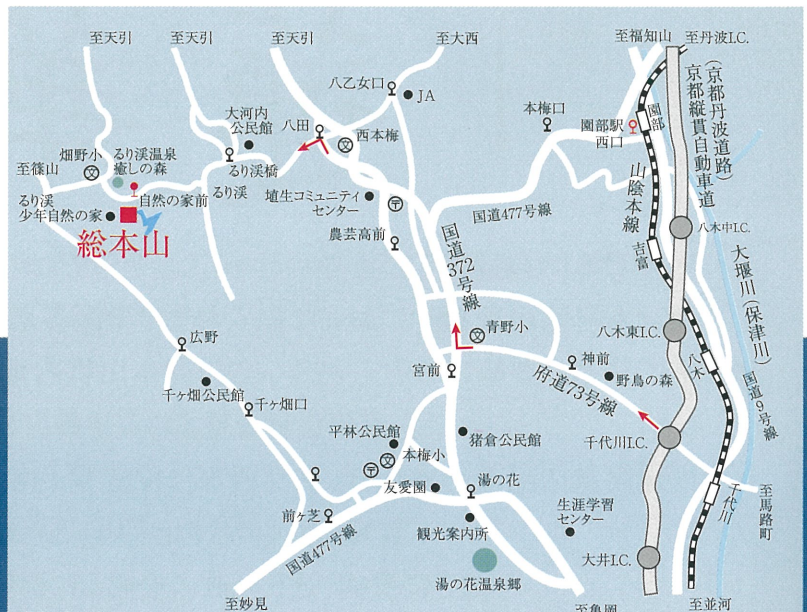 至天引
至天引
至天引
至大西
至福知山
至丹波I.C.
八乙女口
JA
大河内
公民館
八田
西本梅
本梅口
園部駅
西口
園部
(京都丹波道路)
京都縦貫自動車道
畑野小
るり渓温泉
癒しの森
至篠山
るり渓橋
るり渓
自然の家前
るり渓
少年自然の家
総本山
埴生コミュニティ
センター
農芸高前
国道477号線
国道372号線
山陰本線
吉富
八木中I.C.
大堰川(保津川)
国道9号線
八木東I.C.
八木
青野小
宮前
神前
野鳥の森
府道73号線
広野
千ヶ畑公民館
千ヶ畑口
千代川I.C.
千代川
至馬路町
平林公民館
本梅小
猪倉公民館
友愛園
湯の花
前ヶ芝
国道477号線
観光案内所
生涯学習
センター
湯の花温泉郷
大井I.C.
至妙見
至亀岡
至並河